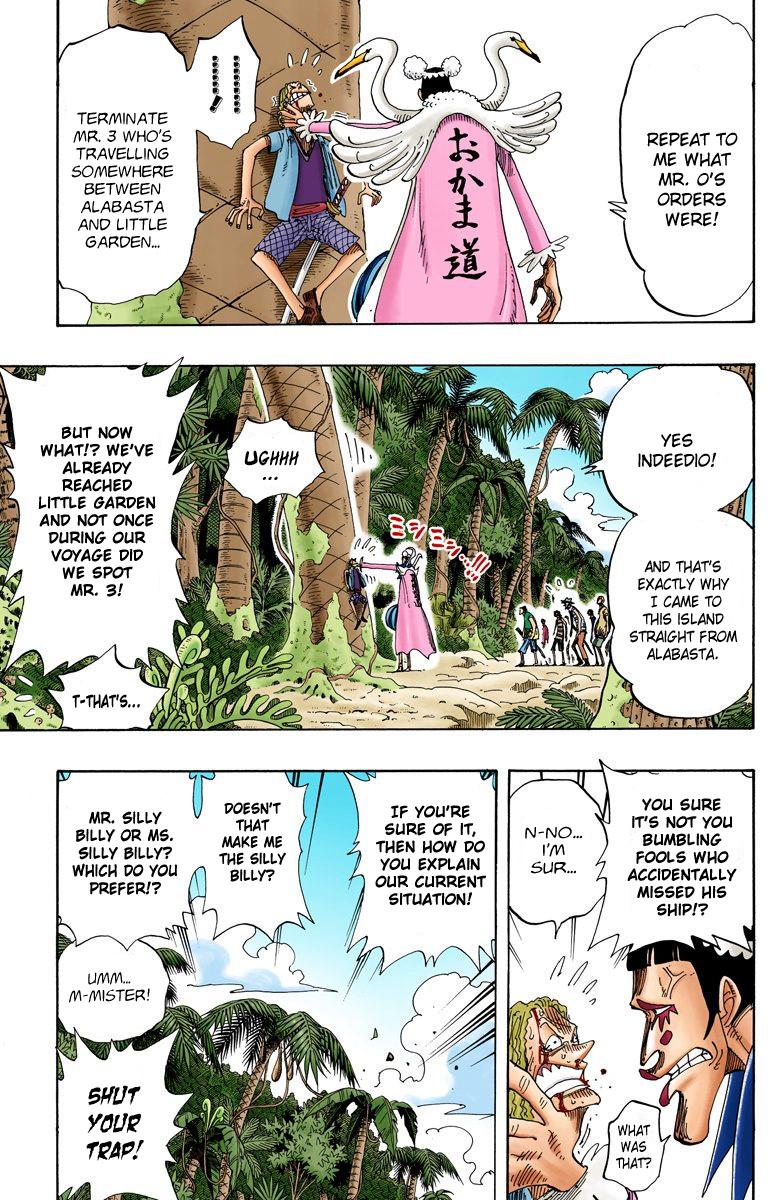 REPEAT TO
ME WHAT
MR. 0'S
ORDERS
WERE!
!!
おかま道
TERMINATE
MR. 3 WHO'S
TRAVELLING
SOMEWHERE
BETWEEN
ALABASTA
AND LITTLE
GARDEN...
YES
INDEEDIO!
AND THAT'S
EXACTLY WHY
I CAME TO
THIS ISLAND
STRAIGHT FROM
ALABASTA.
ミシミシ...!!!
UGHHH
...
BUT NOW
WHAT!? WE'VE
ALREADY
REACHED
LITTLE GARDEN
AND NOT ONCE
DURING OUR
VOYAGE DID
WE SPOT
MR. 3!
T-THAT'S...
YOU SURE
IT'S NOT YOU
BUMBLING
FOOLS WHO
ACCIDENTALLY
MISSED HIS
SHIP!?
N-NO...
I'M
SUR...
WHAT
WAS
THAT?
IF YOU'RE
SURE OF IT,
THEN HOW DO
YOU EXPLAIN
OUR CURRENT
SITUATION!
DOESN'T
THAT
MAKE ME
THE SILLY
BILLY?
MR. SILLY
BILLY OR MS.
SILLY BILLY?
WHICH DO YOU
PREFER!?
UMM...
M-MISTER!
SHUT
YOUR
TRAP!